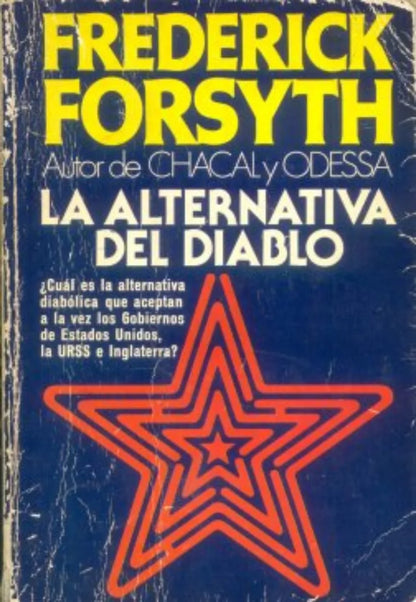 FREDERICK
FORSYTH
Autor de CHACAL y ODESSA
LA ALTERNATIVA
DEL DIABLO
¿Cuál es la alternativa
diabólica que aceptan
a la vez los Gobiernos
de Estados Unidos,
la URSS e Inglaterra?